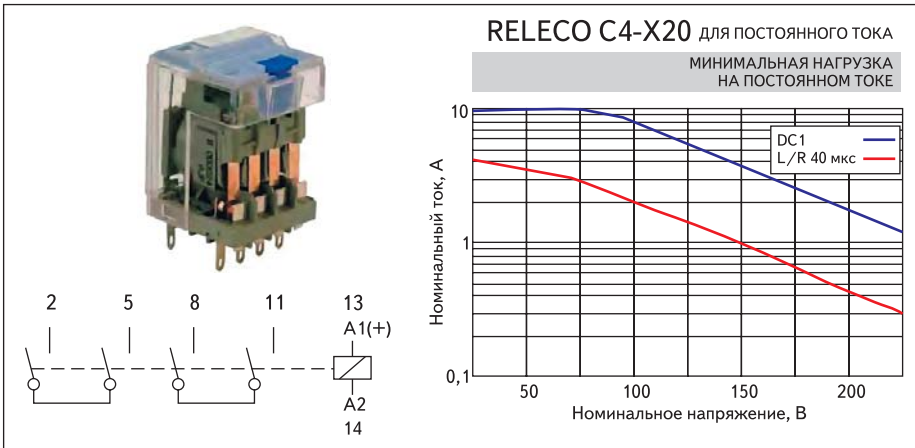 RELECO C4-X20 ДЛЯ ПОСТОЯННОГО ТОКА
МИНИМАЛЬНАЯ НАГРУЗКА
НА ПОСТОЯННОМ ТОКЕ
10
1
0,1
DC1
L/R 40 мкс
Номинальный ток, А
50 100 150 200
Номинальное напряжение, В
2 5 8 11 13
A1(+)
A2
14